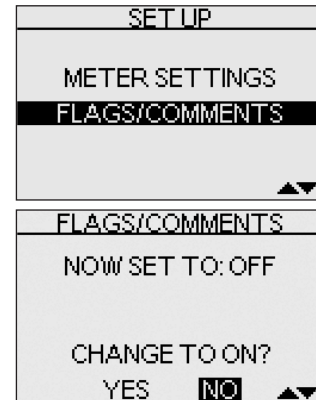 SET UP
METER SETTINGS
FLAGS/COMMENTS
FLAGS/COMMENTS
NOW SET TO: OFF
CHANGE TO ON?
YES NO